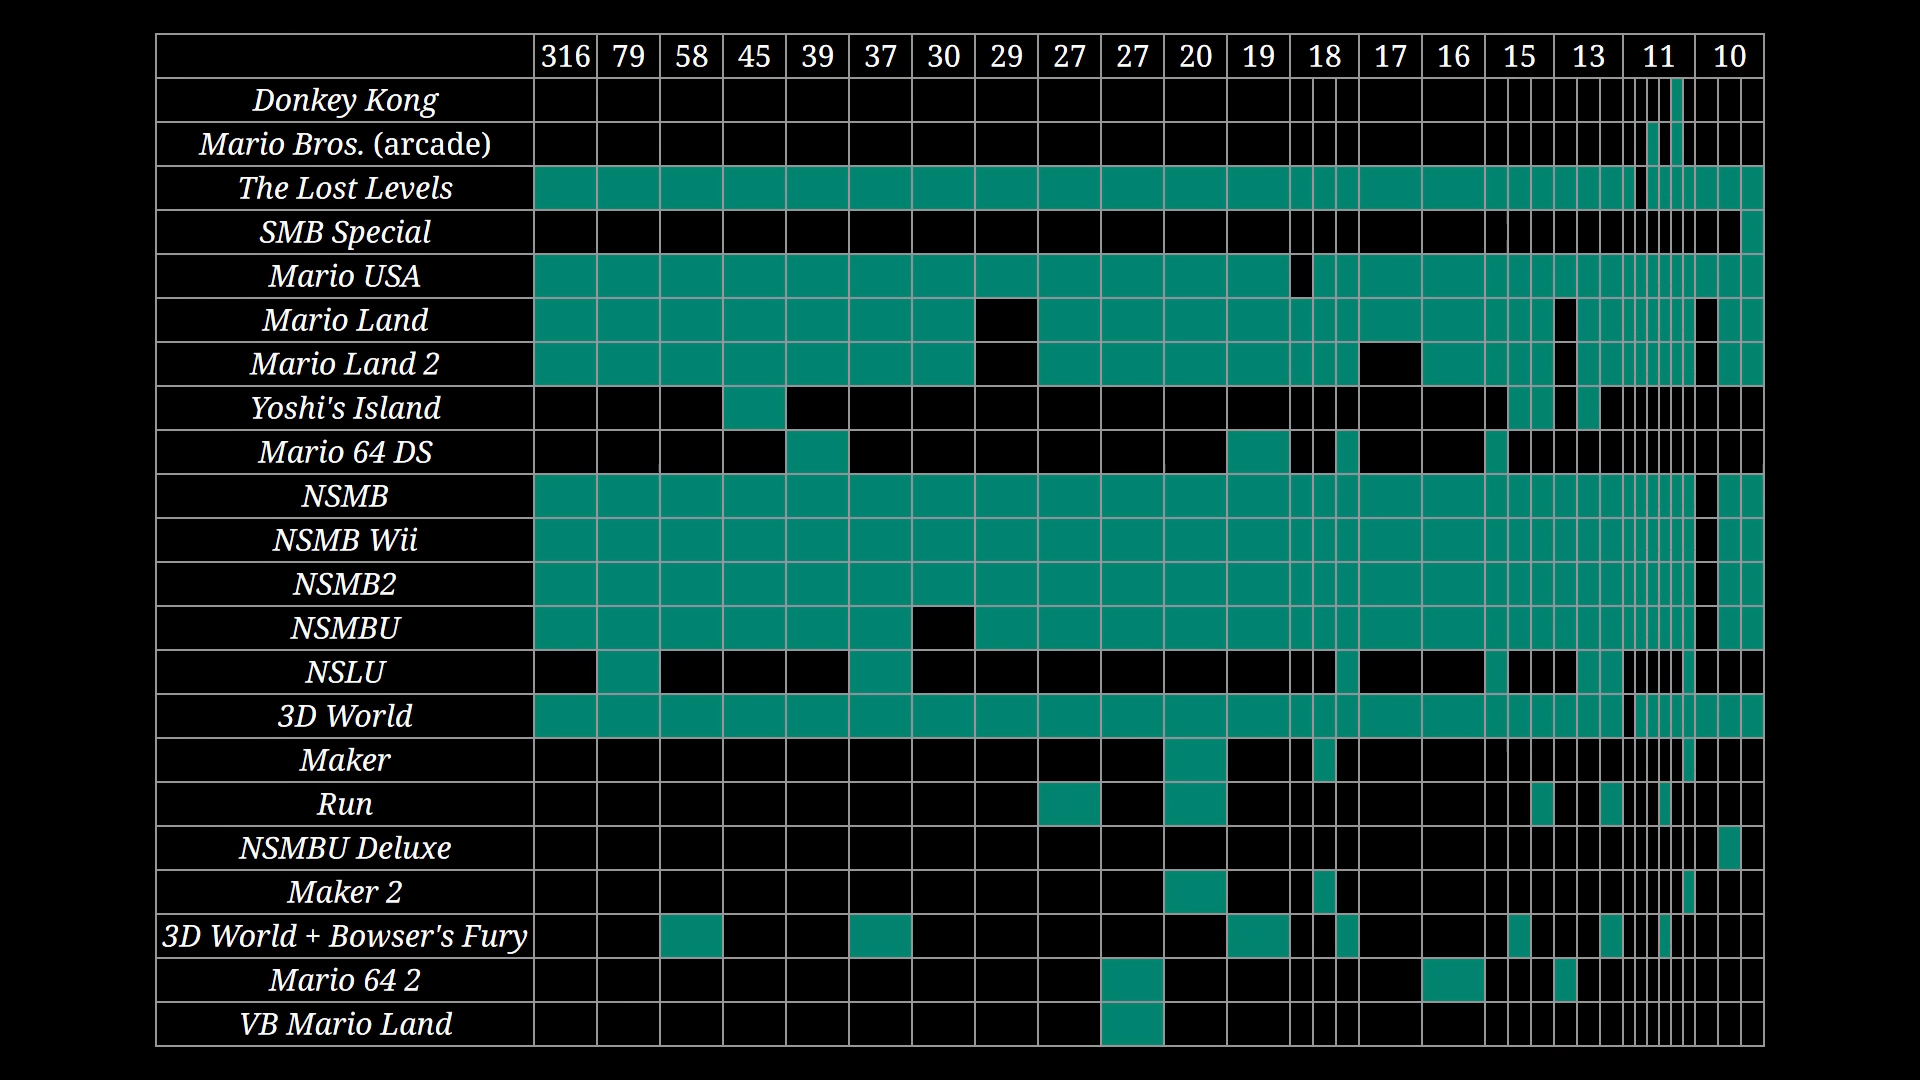 316 79 58 45 39 37 30 29 27 27 20 19 18 17 16 15 13 11 10
Donkey Kong
Mario Bros. (arcade)
The Lost Levels
SMB Special
Mario USA
Mario Land
Mario Land 2
Yoshi's Island
Mario 64 DS
NSMB
NSMB Wii
NSMB2
NSMBU
NSLU
3D World
Maker
Run
NSMBU Deluxe
Maker 2
3D World + Bowser's Fury
Mario 64 2
VB Mario Land